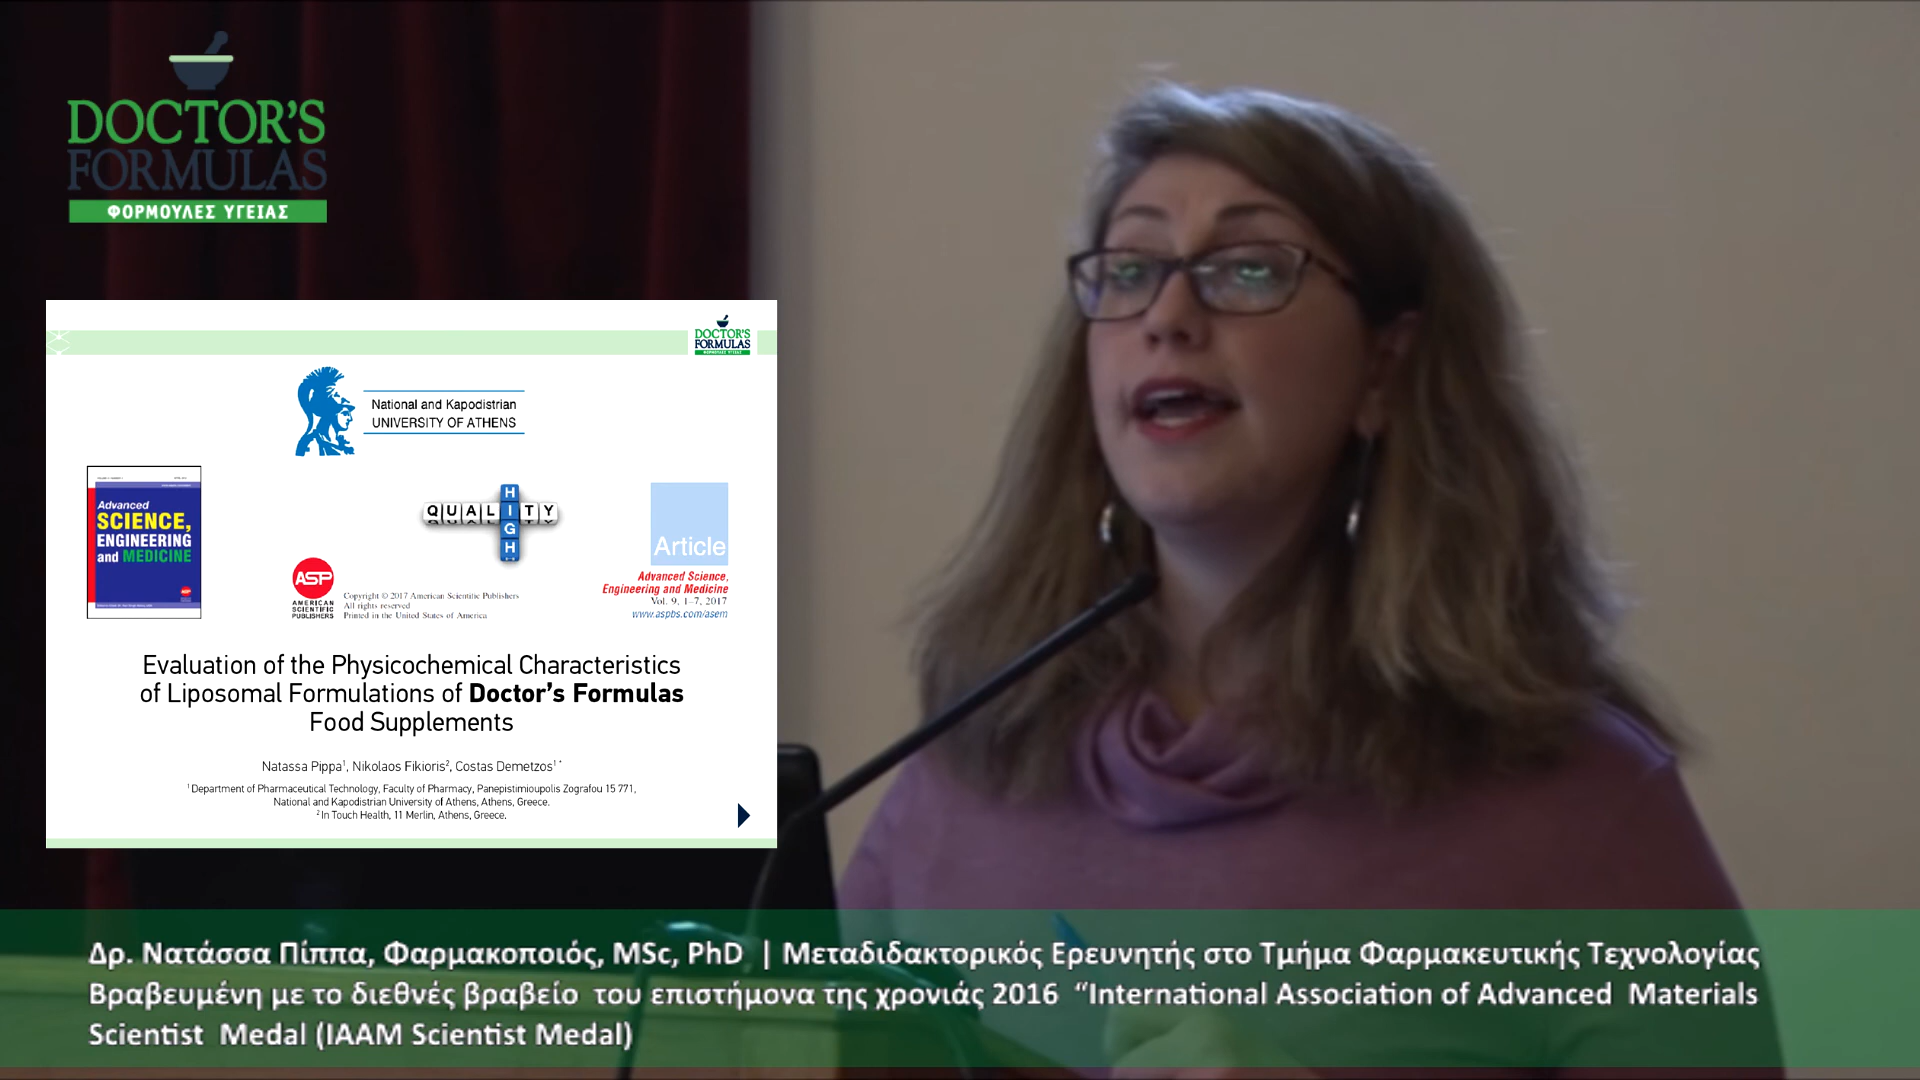 DOCTOR'S
FORMULAS
ΦΟΡΜΟΥΛΕΣ ΥΓΕΙΑΣ
DOCTOR'S
FORMULAS
ΦΟΡΜΟΥΛΕΣ ΥΓΕΙΑΣ
National and Kapodistrian
UNIVERSITY OF ATHENS
Advanced
SCIENCE,
ENGINEERING
and MEDICINE
QUALITY
HIGH
ASP
AMERICAN
SCIENTIFIC
PUBLISHERS
Copyright © 2017 American Scientific Publishers
All rights reserved
Printed in the United States of America
Article
Advanced Science,
Engineering and Medicine
Vol. 9, 1–7, 2017
www.aspbs.com/asem
Evaluation of the Physicochemical Characteristics
of Liposomal Formulations of Doctor's Formulas
Food Supplements
Natassa Pippa¹, Nikolaos Fikioris², Costas Demetzos¹˙*
¹ Department of Pharmaceutical Technology, Faculty of Pharmacy, Panepistimioupolis Zografou 15 771,
National and Kapodistrian University of Athens, Athens, Greece.
² In Touch Health, 11 Merlin, Athens, Greece.
Δρ. Νατάσσα Πίππα, Φαρμακοποιός, MSc, PhD | Μεταδιδακτορικός Ερευνητής στο Τμήμα Φαρμακευτικής Τεχνολογίας
Βραβευμένη με το διεθνές βραβείο του επιστήμονα της χρονιάς 2016 “International Association of Advanced Materials
Scientist Medal (IAAM Scientist Medal)